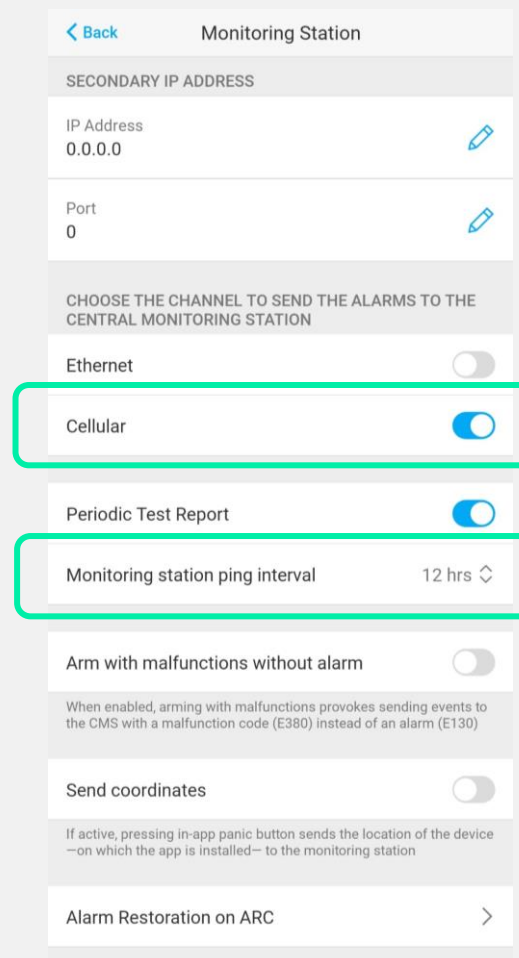 Back
Monitoring Station
SECONDARY IP ADDRESS
IP Address
0.0.0.0
Port
0
CHOOSE THE CHANNEL TO SEND THE ALARMS TO THE
CENTRAL MONITORING STATION
Ethernet
Cellular
Periodic Test Report
Monitoring station ping interval
12 hrs
Arm with malfunctions without alarm
When enabled, arming with malfunctions provokes sending events to
the CMS with a malfunction code (E380) instead of an alarm (E130)
Send coordinates
If active, pressing in-app panic button sends the location of the device
—on which the app is installed— to the monitoring station
Alarm Restoration on ARC